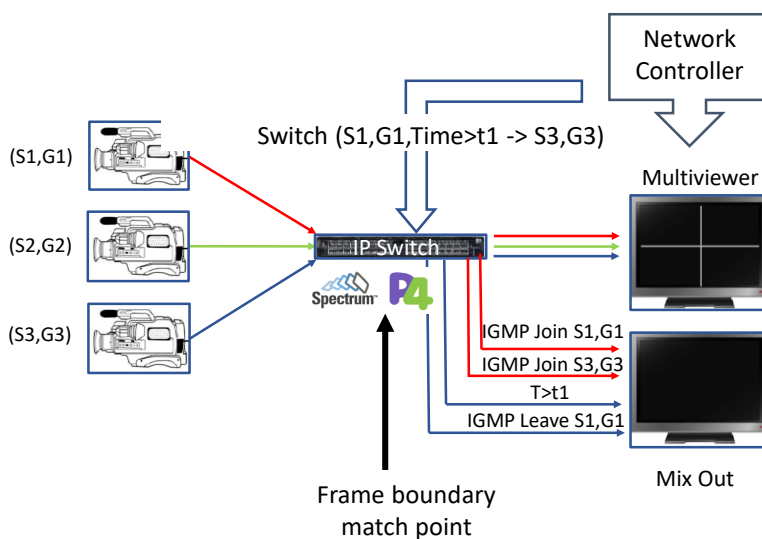 Network
Controller
Switch (S1,G1,Time>t1 -> S3,G3)
(S1,G1)
Multiviewer
(S2,G2)
IP Switch
Spectrum™
P4
(S3,G3)
IGMP Join S1,G1
IGMP Join S3,G3
T>t1
IGMP Leave S1,G1
Mix Out
Frame boundary
match point